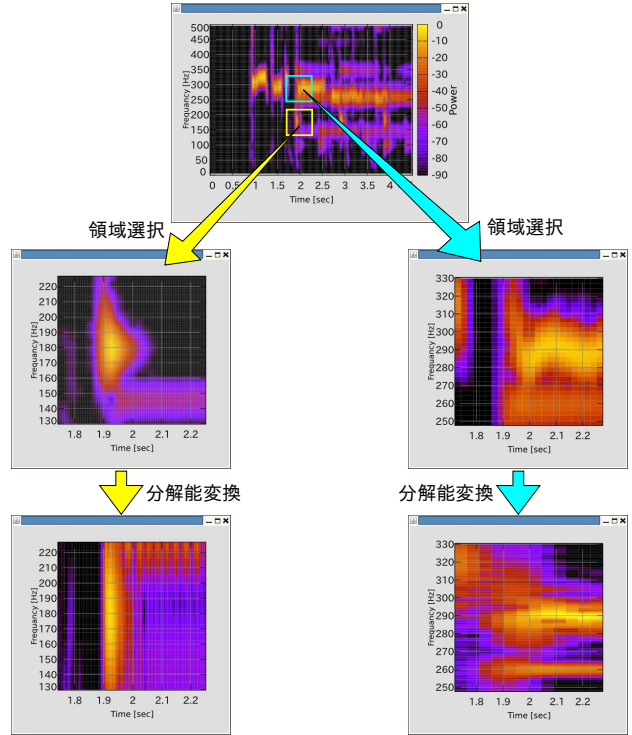 500
450
400
350
300
250
200
150
100
50
0
Frequancy [Hz]
0 0.5 1 1.5 2 2.5 3 3.5 4
Time [sec]
0
-10
-20
-30
-40
-50
-60
-70
-80
-90
Power
領域選択
領域選択
220
210
200
190
180
170
160
150
140
130
Frequancy [Hz]
1.8 1.9 2 2.1 2.2
Time [sec]
330
320
310
300
290
280
270
260
250
Frequancy [Hz]
1.8 1.9 2 2.1 2.2
Time [sec]
分解能変換
分解能変換
220
210
200
190
180
170
160
150
140
130
Frequancy [Hz]
1.8 1.9 2 2.1 2.2
Time [sec]
330
320
310
300
290
280
270
260
250
Frequancy [Hz]
1.8 1.9 2 2.1 2.2
Time [sec]